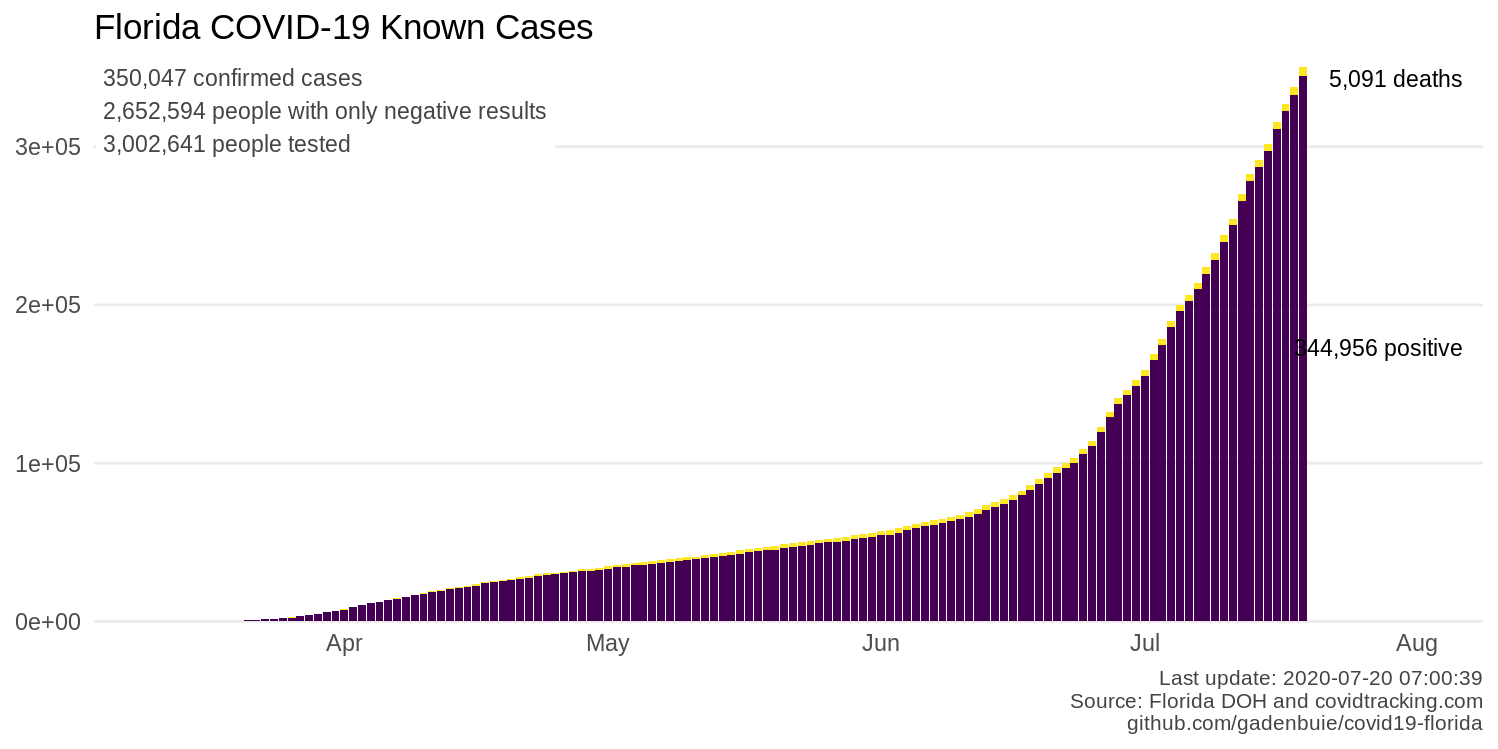 Florida COVID-19 Known Cases
350,047 confirmed cases
2,652,594 people with only negative results
3,002,641 people tested
5,091 deaths
344,956 positive
3e+05
2e+05
1e+05
0e+00
Apr May Jun Jul Aug
Last update: 2020-07-20 07:00:39
Source: Florida DOH and covidtracking.com
github.com/gadenbuie/covid19-florida